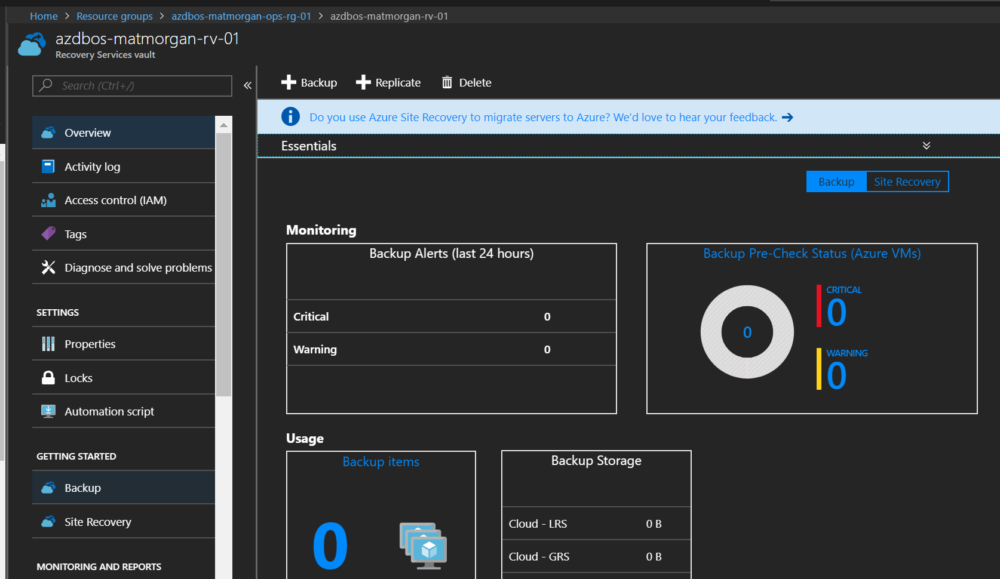 Home > Resource groups > azdbos-matmorgan-ops-rg-01 > azdbos-matmorgan-rv-01
azdbos-matmorgan-rv-01
Recovery Services vault
Search (Ctrl+/)
Overview
Activity log
Access control (IAM)
Tags
Diagnose and solve problems
SETTINGS
Properties
Locks
Automation script
GETTING STARTED
Backup
Site Recovery
MONITORING AND REPORTS
Backup Replicate Delete
Do you use Azure Site Recovery to migrate servers to Azure? We'd love to hear your feedback.
Essentials
Backup Site Recovery
Monitoring
Backup Alerts (last 24 hours)
Critical 0
Warning 0
Backup Pre-Check Status (Azure VMs)
0
CRITICAL
0
WARNING
0
Usage
Backup items
0
Backup Storage
Cloud - LRS 0 B
Cloud - GRS 0 B